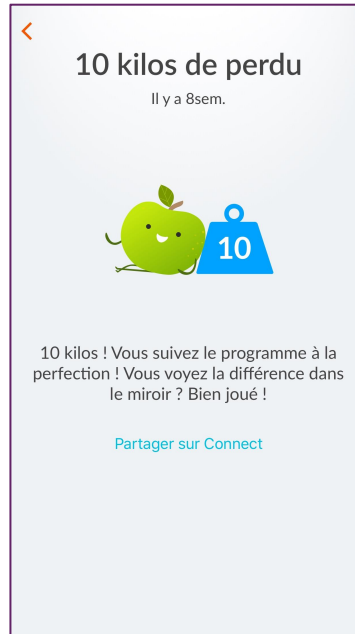 10 kilos de perdu
Il y a 8sem.
10
10 kilos ! Vous suivez le programme à la
perfection ! Vous voyez la différence dans
le miroir ? Bien joué !
Partager sur Connect